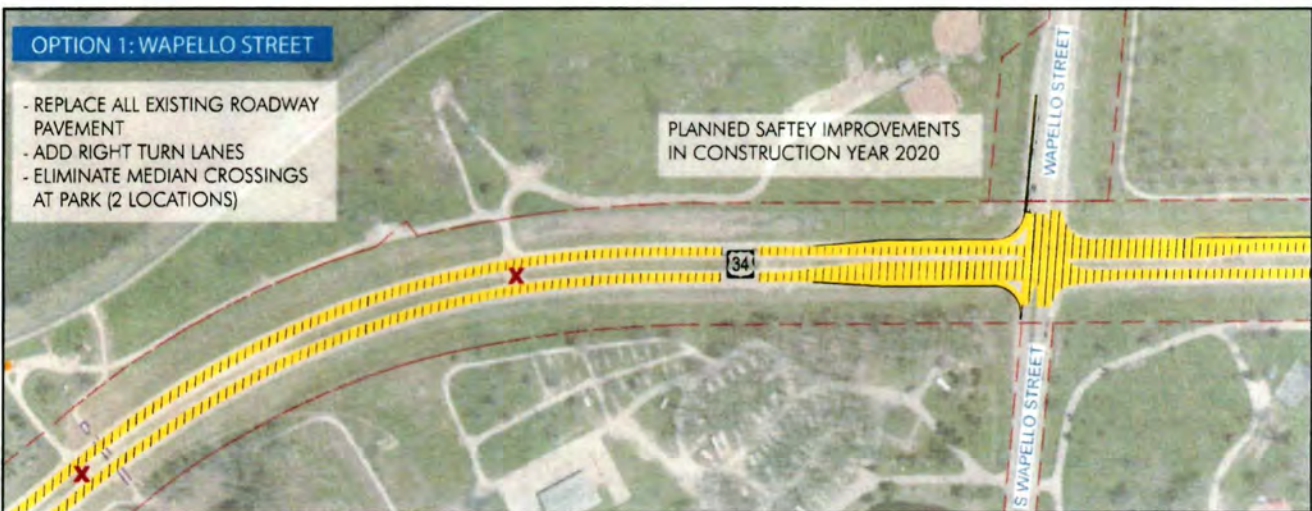 OPTION 1: WAPELLO STREET
- REPLACE ALL EXISTING ROADWAY
PAVEMENT
- ADD RIGHT TURN LANES
- ELIMINATE MEDIAN CROSSINGS
AT PARK (2 LOCATIONS)
PLANNED SAFTEY IMPROVEMENTS
IN CONSTRUCTION YEAR 2020
WAPELLO STREET
34
S WAPELLO STREET
X
X